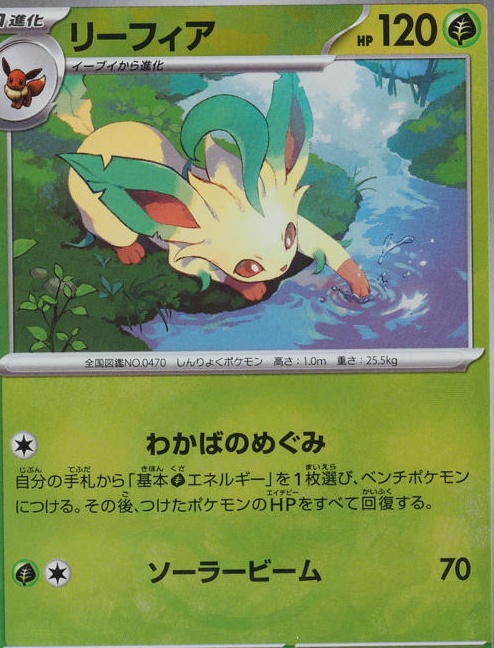 1進化 リーフィア HP 120
イーブイから進化
全国図鑑NO.0470 しんりょくポケモン 高さ:1.0m 重さ:25.5kg
わかばのめぐみ
自分の手札から「基本エネルギー」を1枚選び、ベンチポケモン
につける。その後、つけたポケモンのHPをすべて回復する。
ソーラービーム 70